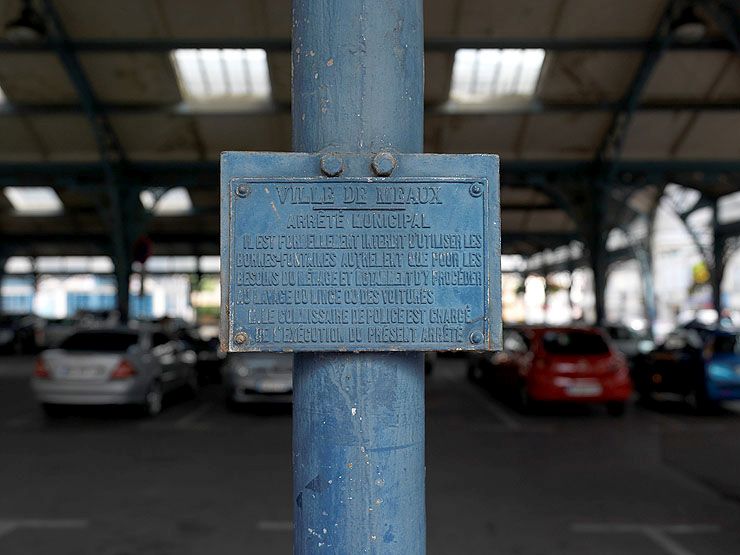 VILLE DE MEAUX
ARRÊTÉ MUNICIPAL
IL EST FORMELLEMENT INTERDIT D'UTILISER LES
BORNES-FONTAINES AUTREMENT QUE POUR LES
BESOINS DU MÉNAGE ET NOTAMMENT D'Y PROCÉDER
AU LAVAGE DU LINGE OU DES VOITURES
M. LE COMMISSAIRE DE POLICE EST CHARGÉ
DE L'EXÉCUTION DU PRÉSENT ARRÊTÉ